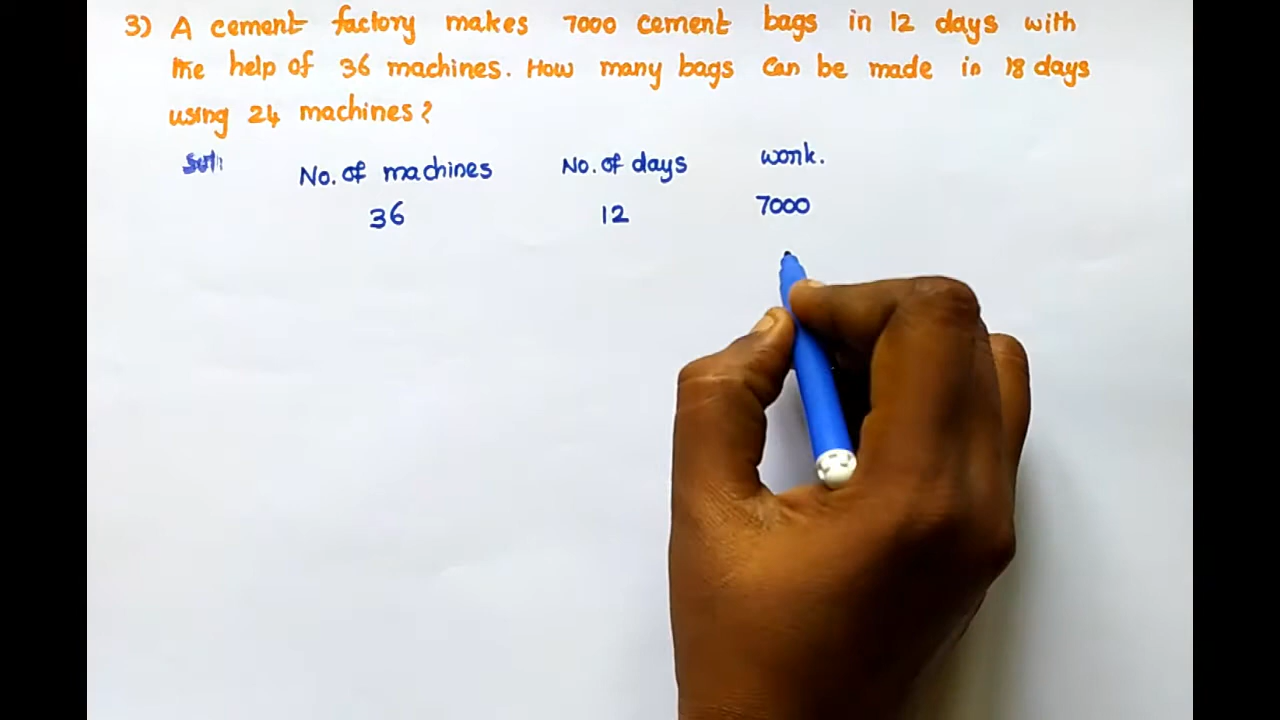 3) A cement factory makes 7000 cement bags in 12 days with
the help of 36 machines. How many bags can be made in 18 days
using 24 machines?
Sol:
No. of machines No. of days work.
36 12 7000